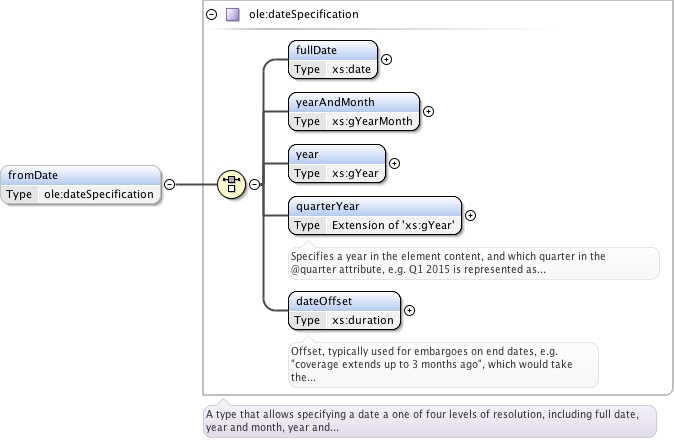 ole:dateSpecification
fullDate
Type xs:date
yearAndMonth
Type xs:gYearMonth
year
Type xs:gYear
fromDate
Type ole:dateSpecification
quarterYear
Type Extension of 'xs:gYear'
Specifies a year in the element content, and which quarter in the
@quarter attribute, e.g. Q1 2015 is represented as...
dateOffset
Type xs:duration
Offset, typically used for embargoes on end dates, e.g.
"coverage extends up to 3 months ago", which would take
the...
A type that allows specifying a date a one of four levels of resolution, including full date,
year and month, year and...